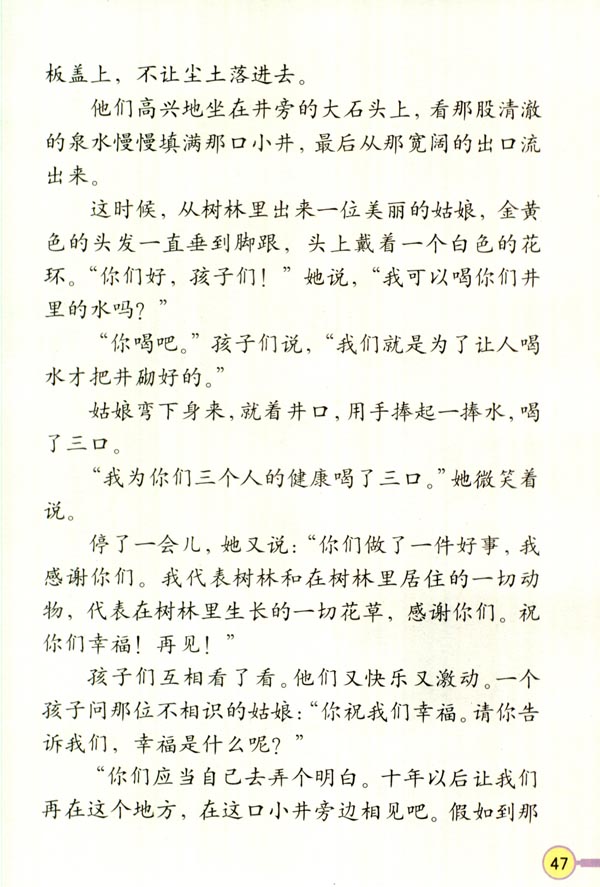 板盖上，不让尘土落进去。
他们高兴地坐在井旁的大石头上，看那股清澈
的泉水慢慢填满那口小井，最后从那宽阔的出口流
出来。
这时候，从树林里出来一位美丽的姑娘，金黄
色的头发一直垂到脚跟，头上戴着一个白色的花
环。“你们好，孩子们！”她说，“我可以喝你们井
里的水吗？”
“你喝吧。”孩子们说，“我们就是为了让人喝
水才把井砌好的。”
姑娘弯下身来，就着井口，用手捧起一捧水，喝
了三口。
“我为你们三个人的健康喝了三口。”她微笑着
说。
停了一会儿，她又说：“你们做了一件好事，我
感谢你们。我代表树林和在树林里居住的一切动
物，代表在树林里生长的一切花草，感谢你们。祝
你们幸福！再见！”
孩子们互相看了看。他们又快乐又激动。一个
孩子问那位不相识的姑娘：“你祝我们幸福。请你告
诉我们，幸福是什么呢？”
“你们应当自己去弄个明白。十年以后让我们
再在这个地方，在这口小井旁边相见吧。假如到那
47